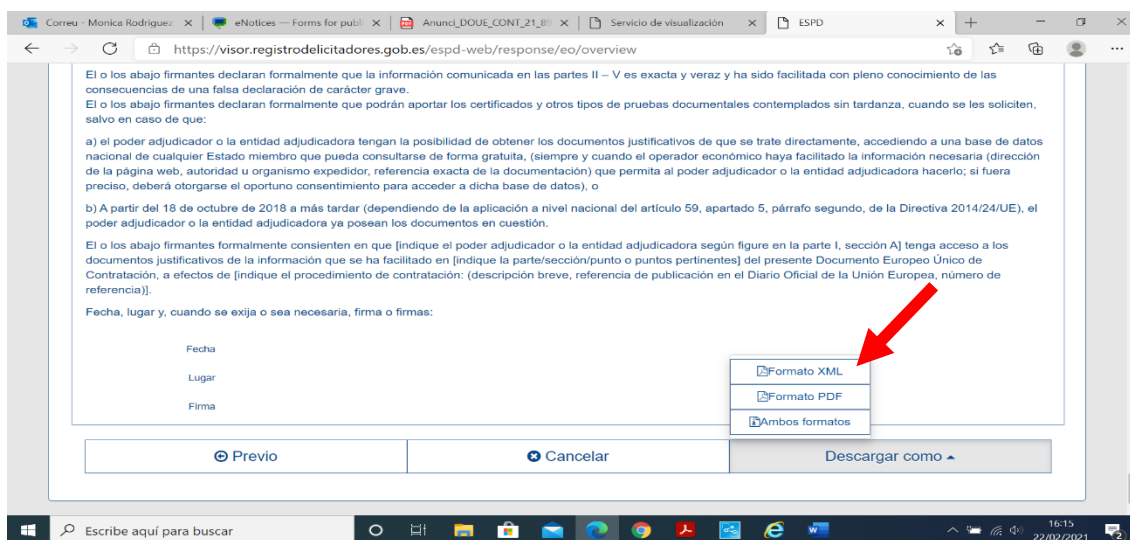 Correu - Monica Rodriguez
eNotices — Forms for publi
Anunci_DOUE_CONT_21_8
Servicio de visualización
ESPD
https://visor.registrodelicitadores.gob.es/espd-web/response/eo/overview
El o los abajo firmantes declaran formalmente que la información comunicada en las partes II – V es exacta y veraz y ha sido facilitada con pleno conocimiento de las
consecuencias de una falsa declaración de carácter grave.
El o los abajo firmantes declaran formalmente que podrán aportar los certificados y otros tipos de pruebas documentales contemplados sin tardanza, cuando se les soliciten,
salvo en caso de que:
a) el poder adjudicador o la entidad adjudicadora tengan la posibilidad de obtener los documentos justificativos de que se trate directamente, accediendo a una base de datos
nacional de cualquier Estado miembro que pueda consultarse de forma gratuita, (siempre y cuando el operador económico haya facilitado la información necesaria (dirección
de la página web, autoridad u organismo expedidor, referencia exacta de la documentación) que permita al poder adjudicador o la entidad adjudicadora hacerlo; si fuera
preciso, deberá otorgarse el oportuno consentimiento para acceder a dicha base de datos), o
b) A partir del 18 de octubre de 2018 a más tardar (dependiendo de la aplicación a nivel nacional del artículo 59, apartado 5, párrafo segundo, de la Directiva 2014/24/UE), el
poder adjudicador o la entidad adjudicadora ya posean los documentos en cuestión.
El o los abajo firmantes formalmente consienten en que [indique el poder adjudicador o la entidad adjudicadora según figure en la parte I, sección A] tenga acceso a los
documentos justificativos de la información que se ha facilitado en [indique la parte/sección/punto o puntos pertinentes] del presente Documento Europeo Único de
Contratación, a efectos de [indique el procedimiento de contratación: (descripción breve, referencia de publicación en el Diario Oficial de la Unión Europea, número de
referencia)].
Fecha, lugar y, cuando se exija o sea necesaria, firma o firmas:
Fecha
Lugar
Firma
Formato XML
Formato PDF
Ambos formatos
Previo
Cancelar
Descargar como
Escribe aquí para buscar
16:15
22/02/2021